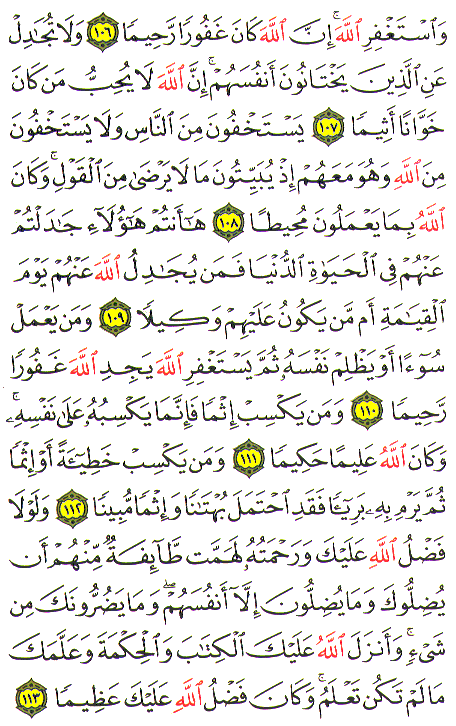 وَٱسْتَغْفِرِ ٱللَّهَ ۖ إِنَّ ٱللَّهَ كَانَ غَفُورًا رَّحِيمًا ١٠٦ وَلَا تُجَادِلْ
عَنِ ٱلَّذِينَ يَخْتَانُونَ أَنفُسَهُمْ ۚ إِنَّ ٱللَّهَ لَا يُحِبُّ مَن كَانَ
خَوَّانًا أَثِيمًا ١٠٧ يَسْتَخْفُونَ مِنَ ٱلنَّاسِ وَلَا يَسْتَخْفُونَ
مِنَ ٱللَّهِ وَهُوَ مَعَهُمْ إِذْ يُبَيِّتُونَ مَا لَا يَرْضَىٰ مِنَ ٱلْقَوْلِ ۚ وَكَانَ
ٱللَّهُ بِمَا يَعْمَلُونَ مُحِيطًا ١٠٨ هَٰٓأَنتُمْ هَٰٓؤُلَآءِ جَٰدَلْتُمْ
عَنْهُمْ فِى ٱلْحَيَوٰةِ ٱلدُّنْيَا فَمَن يُجَٰدِلُ ٱللَّهَ عَنْهُمْ يَوْمَ
ٱلْقِيَٰمَةِ أَم مَّن يَكُونُ عَلَيْهِمْ وَكِيلًا ١٠٩ وَمَن يَعْمَلْ
سُوٓءًا أَوْ يَظْلِمْ نَفْسَهُۥ ثُمَّ يَسْتَغْفِرِ ٱللَّهَ يَجِدِ ٱللَّهَ غَفُورًا
رَّحِيمًا ١١٠ وَمَن يَكْسِبْ إِثْمًا فَإِنَّمَا يَكْسِبُهُۥ عَلَىٰ نَفْسِهِۦ ۚ
وَكَانَ ٱللَّهُ عَلِيمًا حَكِيمًا ١١١ وَمَن يَكْسِبْ خَطِيٓـَٔةً أَوْ إِثْمًا
ثُمَّ يَرْمِ بِهِۦ بَرِيٓـًٔا فَقَدِ ٱحْتَمَلَ بُهْتَٰنًا وَإِثْمًا مُّبِينًا ١١٢ وَلَوْلَا
فَضْلُ ٱللَّهِ عَلَيْكَ وَرَحْمَتُهُۥ لَهَمَّت طَّآئِفَةٌ مِّنْهُمْ أَن
يُضِلُّوكَ وَمَا يُضِلُّونَ إِلَّآ أَنفُسَهُمْ ۖ وَمَا يَضُرُّونَكَ مِن
شَىْءٍ ۚ وَأَنزَلَ ٱللَّهُ عَلَيْكَ ٱلْكِتَٰبَ وَٱلْحِكْمَةَ وَعَلَّمَكَ
مَا لَمْ تَكُن تَعْلَمُ ۚ وَكَانَ فَضْلُ ٱللَّهِ عَلَيْكَ عَظِيمًا ١١٣